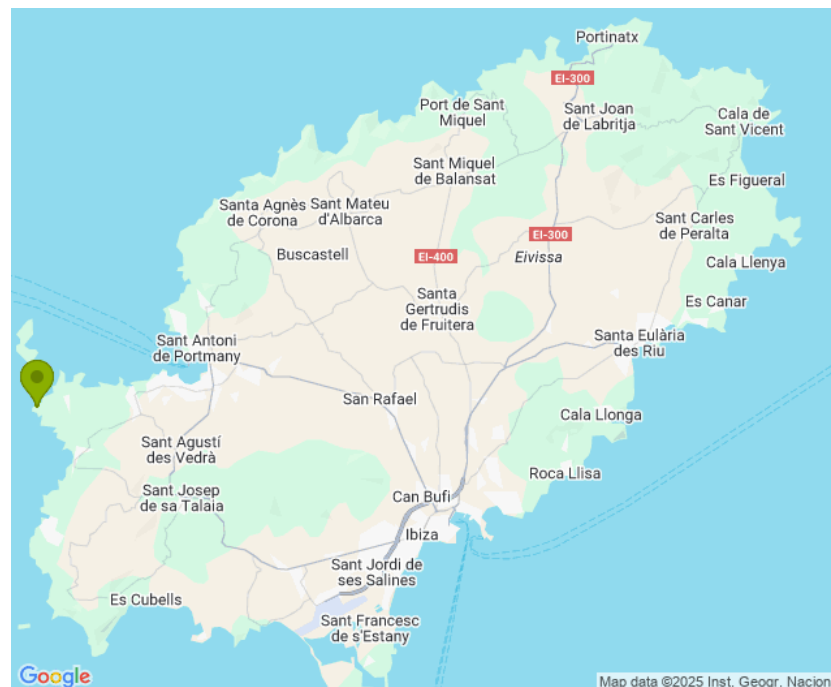 Portinatx
EI-300
Port de Sant
Miquel
Sant Joan
de Labritja
Cala de
Sant Vicent
Sant Miquel
de Balansat
Es Figueral
Santa Agnès
de Corona
Sant Mateu
d'Albarca
Sant Carles
de Peralta
EI-300
Buscastell
EI-400
Eivissa
Cala Llenya
Santa
Gertrudis
de Fruitera
Es Canar
Sant Antoni
de Portmany
Santa Eulària
des Riu
San Rafael
Cala Llonga
Sant Agustí
des Vedrà
Roca Llisa
Sant Josep
de sa Talaia
Can Bufi
Ibiza
Sant Jordi de
ses Salines
Es Cubells
Sant Francesc
de s'Estany
Google
Map data ©2025 Inst. Geogr. Nacion